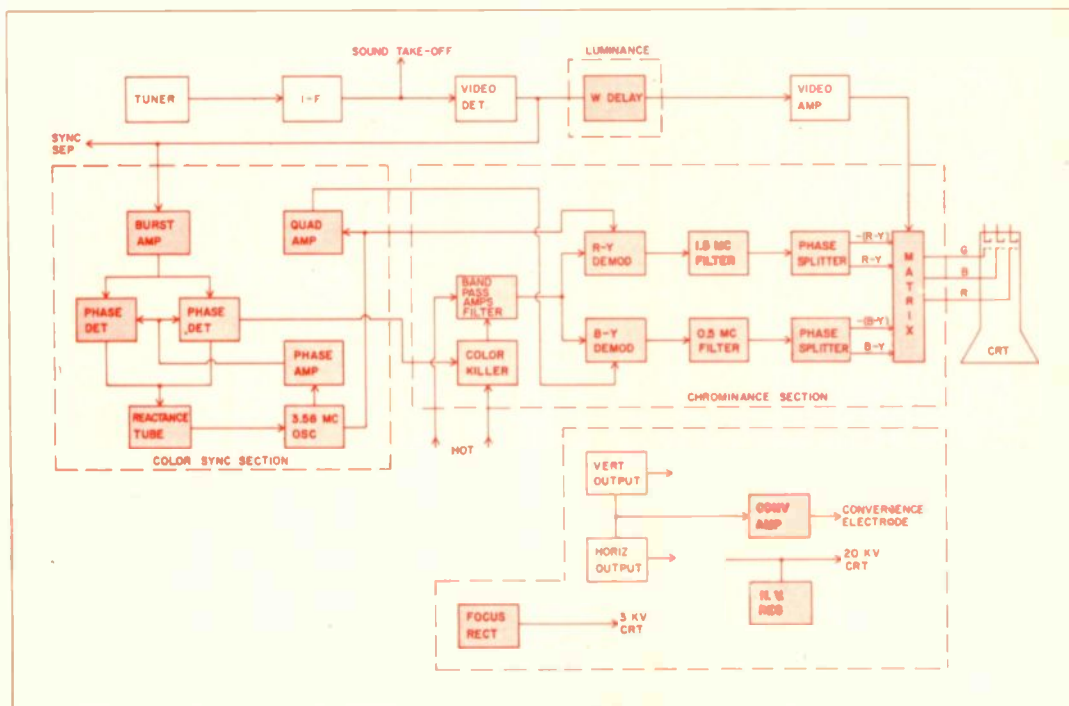 SOUND TAKE-OFF
LUMINANCE
TUNER
I-F
VIDEO
DET.
W DELAY
VIDEO
AMP
SYNC
SEP
BURST
AMP
QUAD
AMP
R-Y
DEMOD
1.5 MC
FILTER
PHASE
SPLITTER
-(R-Y)
R-Y
MATRIX
G
B
R
BAND
PASS
AMPS
FILTER
PHASE
DET
PHASE
DET
B-Y
DEMOD
0.5 MC
FILTER
PHASE
SPLITTER
-(B-Y)
B-Y
CRT
PHASE
AMP
COLOR
KILLER
CHROMINANCE SECTION
REACTANCE
TUBE
3.58 MC
OSC
HOT
COLOR SYNC SECTION
VERT
OUTPUT
CONV
AMP
CONVERGENCE
ELECTRODE
HORIZ
OUTPUT
20 KV
CRT
H. V.
FOCUS
RECT
3 KV
CRT